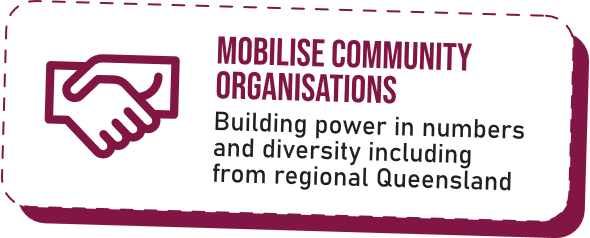 MOBILISE COMMUNITY
ORGANISATIONS
Building power in numbers
and diversity including
from regional Queensland